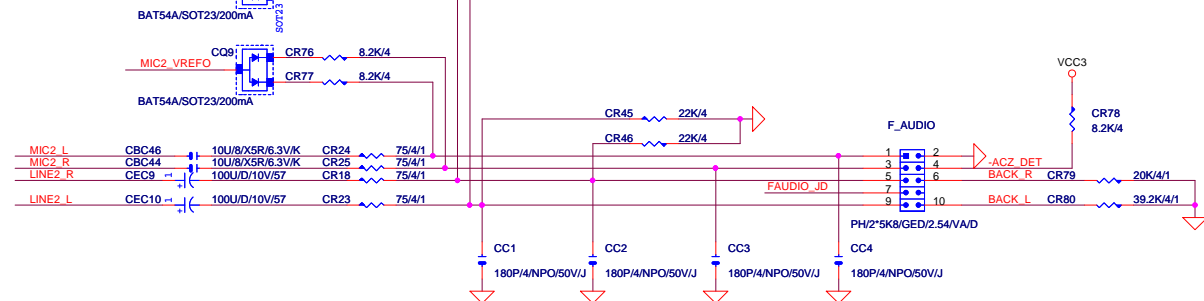 BAT54A/SOT23/200mA
SOT23
CQ9
CR76 8.2K/4
MIC2_VREFO
CR77 8.2K/4
BAT54A/SOT23/200mA
VCC3
CR45 22K/4
CR78
8.2K/4
F_AUDIO
CR46 22K/4
MIC2_L CBC46 10U/8/X5R/6.3V/K CR24 75/4/1
1 2
MIC2_R CBC44 10U/8/X5R/6.3V/K CR25 75/4/1
3 4 -ACZ_DET
LINE2_R CEC9 1 + 100U/D/10V/57 CR18 75/4/1
5 6 BACK_R CR79 20K/4/1
FAUDIO_JD 7 8
LINE2_L CEC10 1 + 100U/D/10V/57 CR23 75/4/1
9 10 BACK_L CR80 39.2K/4/1
PH/2*5K8/GED/2.54/VA/D
CC1 CC2 CC3 CC4
180P/4/NPO/50V/J 180P/4/NPO/50V/J 180P/4/NPO/50V/J 180P/4/NPO/50V/J